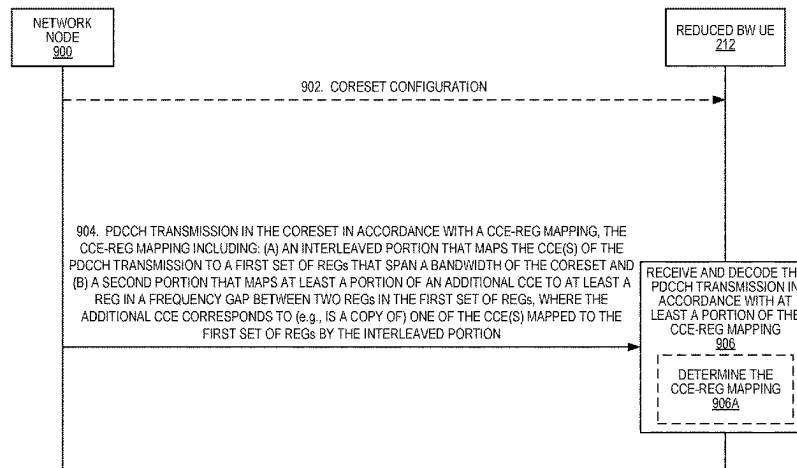 NETWORK
NODE
900
REDUCED BW UE
212
902. CORESET CONFIGURATION
904. PDCCH TRANSMISSION IN THE CORESET IN ACCORDANCE WITH A CCE-REG MAPPING, THE
CCE-REG MAPPING INCLUDING: (A) AN INTERLEAVED PORTION THAT MAPS THE CCE(S) OF THE
PDCCH TRANSMISSION TO A FIRST SET OF REGs THAT SPAN A BANDWIDTH OF THE CORESET AND
(B) A SECOND PORTION THAT MAPS AT LEAST A PORTION OF AN ADDITIONAL CCE TO AT LEAST A
REG IN A FREQUENCY GAP BETWEEN TWO REGs IN THE FIRST SET OF REGs, WHERE THE
ADDITIONAL CCE CORRESPONDS TO (e.g., IS A COPY OF) ONE OF THE CCE(S) MAPPED TO THE
FIRST SET OF REGs BY THE INTERLEAVED PORTION
RECEIVE AND DECODE THE
PDCCH TRANSMISSION IN
ACCORDANCE WITH AT
LEAST A PORTION OF THE
CCE-REG MAPPING
906
DETERMINE THE
CCE-REG MAPPING
906A